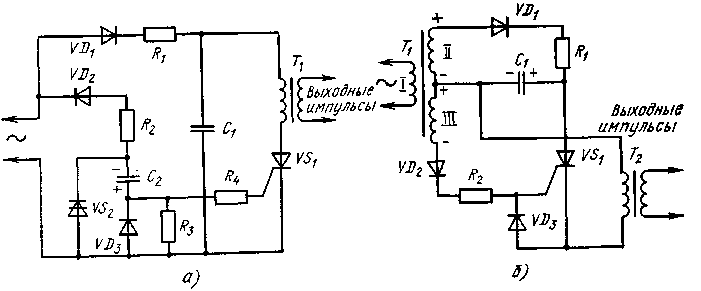 VD₁
R₁
VD₂
R₂
C₁
T₁
Выходные
импульсы
~
− −
+
C₂
VS₂
VD₃
R₃
R₄
VS₁
а)
+
VD₁
T₁
II
R₁
C₁
− +
~
I
−
+
III
−
Выходные
импульсы
VD₂
R₂
VS₁
T₂
VD₃
б)